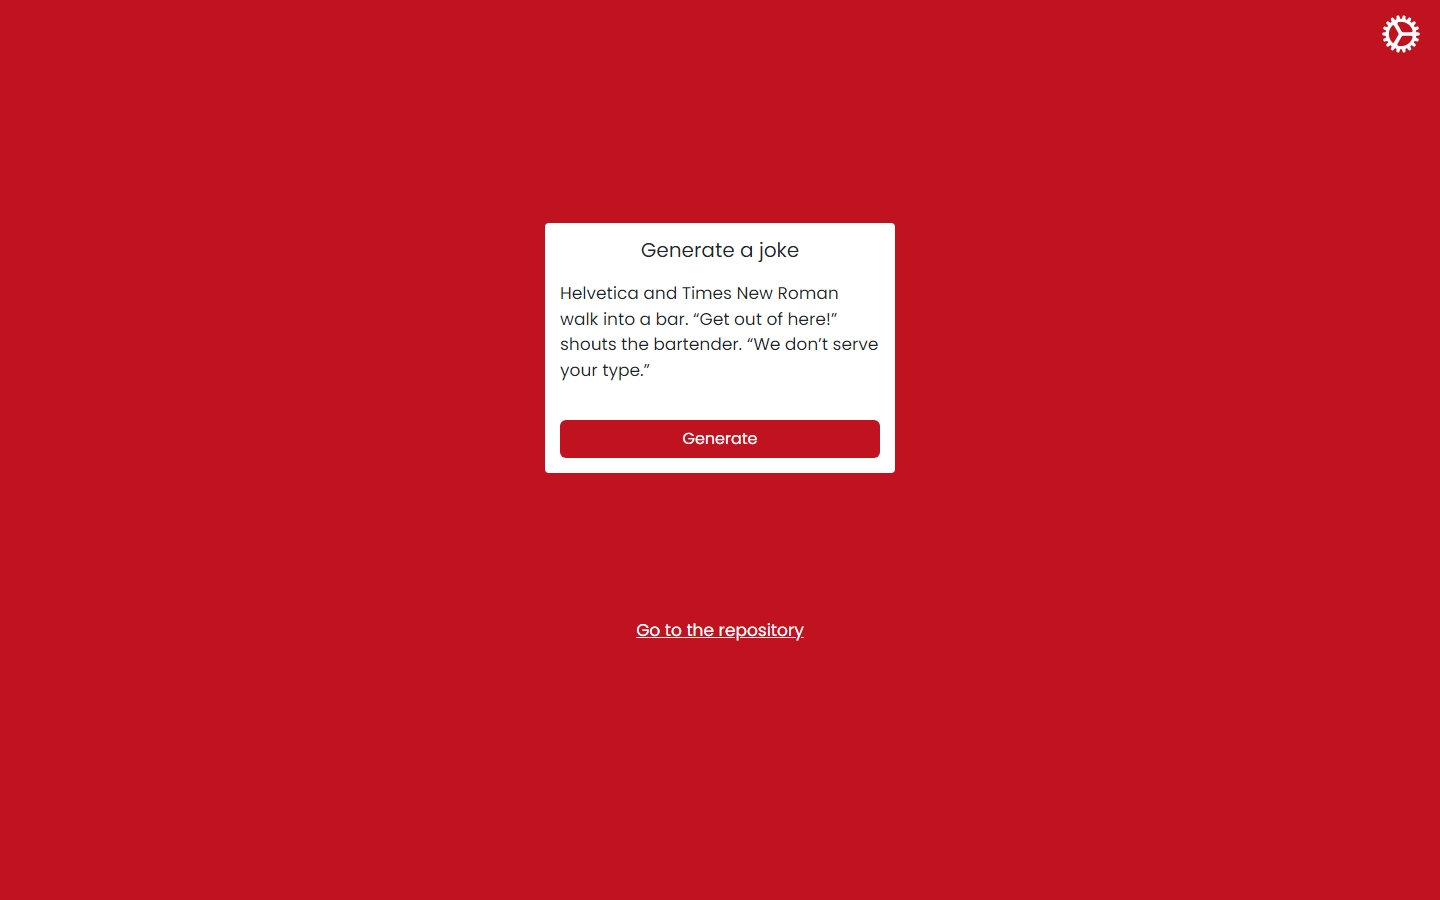 Generate a joke
Helvetica and Times New Roman
walk into a bar. “Get out of here!”
shouts the bartender. “We don’t serve
your type.”
Generate
Go to the repository